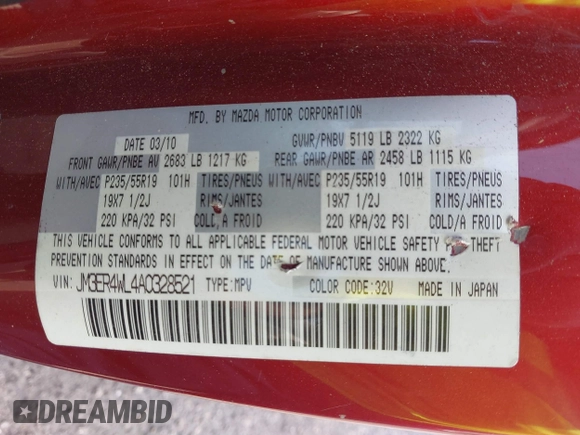 MFD. BY MAZDA MOTOR CORPORATION
DATE 03/10 GVWR/PNBV 5119 LB 2322 KG
FRONT GAWR/PNBE AV 2683 LB 1217 KG REAR GAWR/PNBE AR 2458 LB 1115 KG
WITH/AVEC P235/55R19 101H TIRES/PNEUS WITH/AVEC P235/55R19 101H TIRES/PNEUS
19X7 1/2J RIMS/JANTES 19X7 1/2J RIMS/JANTES
220 KPA/32 PSI COLD/A FROID 220 KPA/32 PSI COLD/A FROID
THIS VEHICLE CONFORMS TO ALL APPLICABLE FEDERAL MOTOR VEHICLE SAFETY THEFT
PREVENTION STANDARDS IN EFFECT ON THE DATE OF MANUFACTURE SHOWN ABOVE.
VIN: JM3ER4WL4A0328521 TYPE:MPV COLOR CODE:32V MADE IN JAPAN
DREAMBID